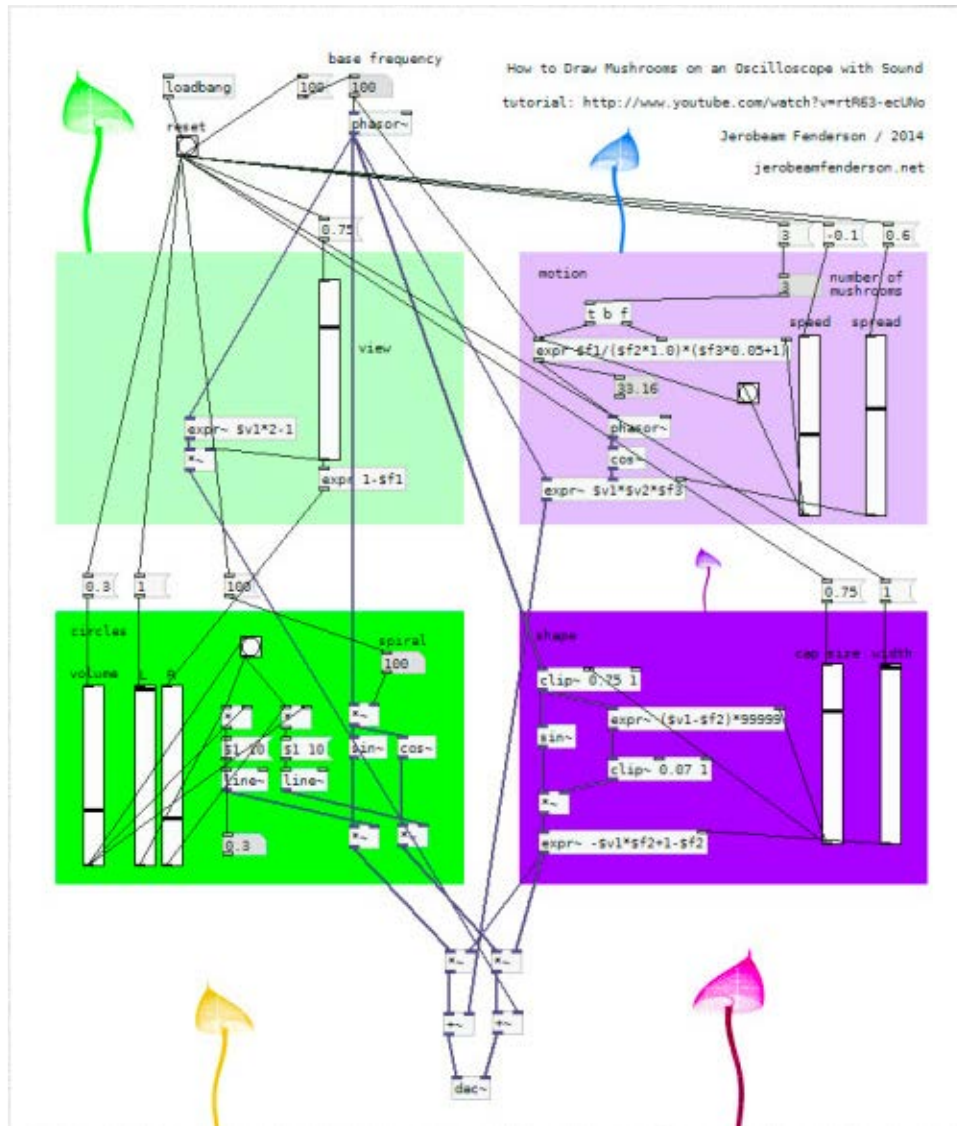 base frequency
How to Draw Mushrooms on an Oscilloscope with Sound
loadbang
100
100
tutorial: http://www.youtube.com/watch?v=rtR63-ecUNo
reset
phasor~
Jerobeam Fenderson / 2014
jerobeamfenderson.net
0.75
3
-0.1
0.6
motion
3
number of
mushrooms
t b f
speed
spread
view
expr $f1/($f2*1.0)*($f3*0.05+1)
33.16
expr~ $v1*2-1
phasor~
*~
cos~
expr 1-$f1
expr~ $v1*$v2*$f3
0.3
1
100
0.75
1
circles
shape
spiral
volume
L
R
100
cap size
width
clip~ 0.75 1
*
*
*~
expr~ ($v1-$f2)*99999
$1 10
$1 10
sin~
cos~
sin~
line~
line~
clip~ 0.07 1
*~
0.3
*~
*~
expr~ -$v1*$f2+1-$f2
*~
*~
+~
+~
dac~